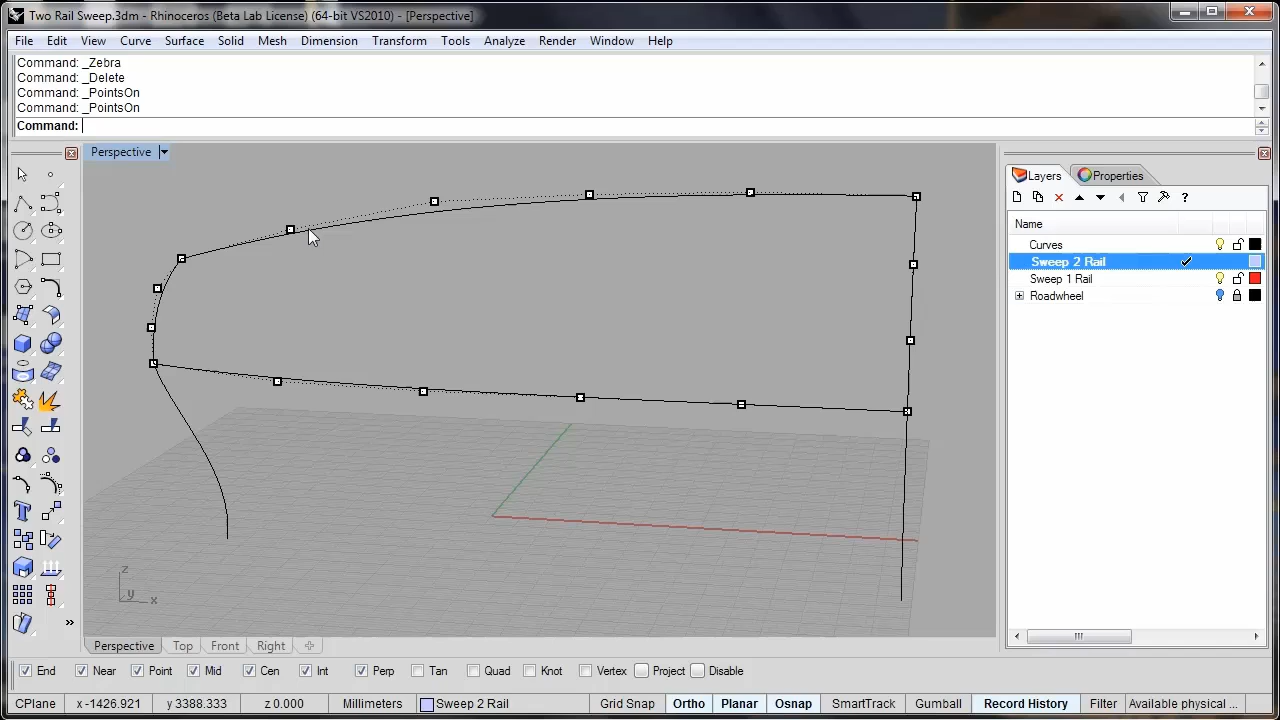 Two Rail Sweep.3dm - Rhinoceros (Beta Lab License) (64-bit VS2010) - [Perspective]
File Edit View Curve Surface Solid Mesh Dimension Transform Tools Analyze Render Window Help
Command: _Zebra
Command: _Delete
Command: _PointsOn
Command: _PointsOn
Command:
Perspective
Layers Properties
?
Name
Curves
Sweep 2 Rail
Sweep 1 Rail
Roadwheel
z
y x
Perspective Top Front Right
End Near Point Mid Cen Int Perp Tan Quad Knot Vertex Project Disable
CPlane x -1426.921 y 3388.333 z 0.000 Millimeters Sweep 2 Rail Grid Snap Ortho Planar Osnap SmartTrack Gumball Record History Filter Available physical ...